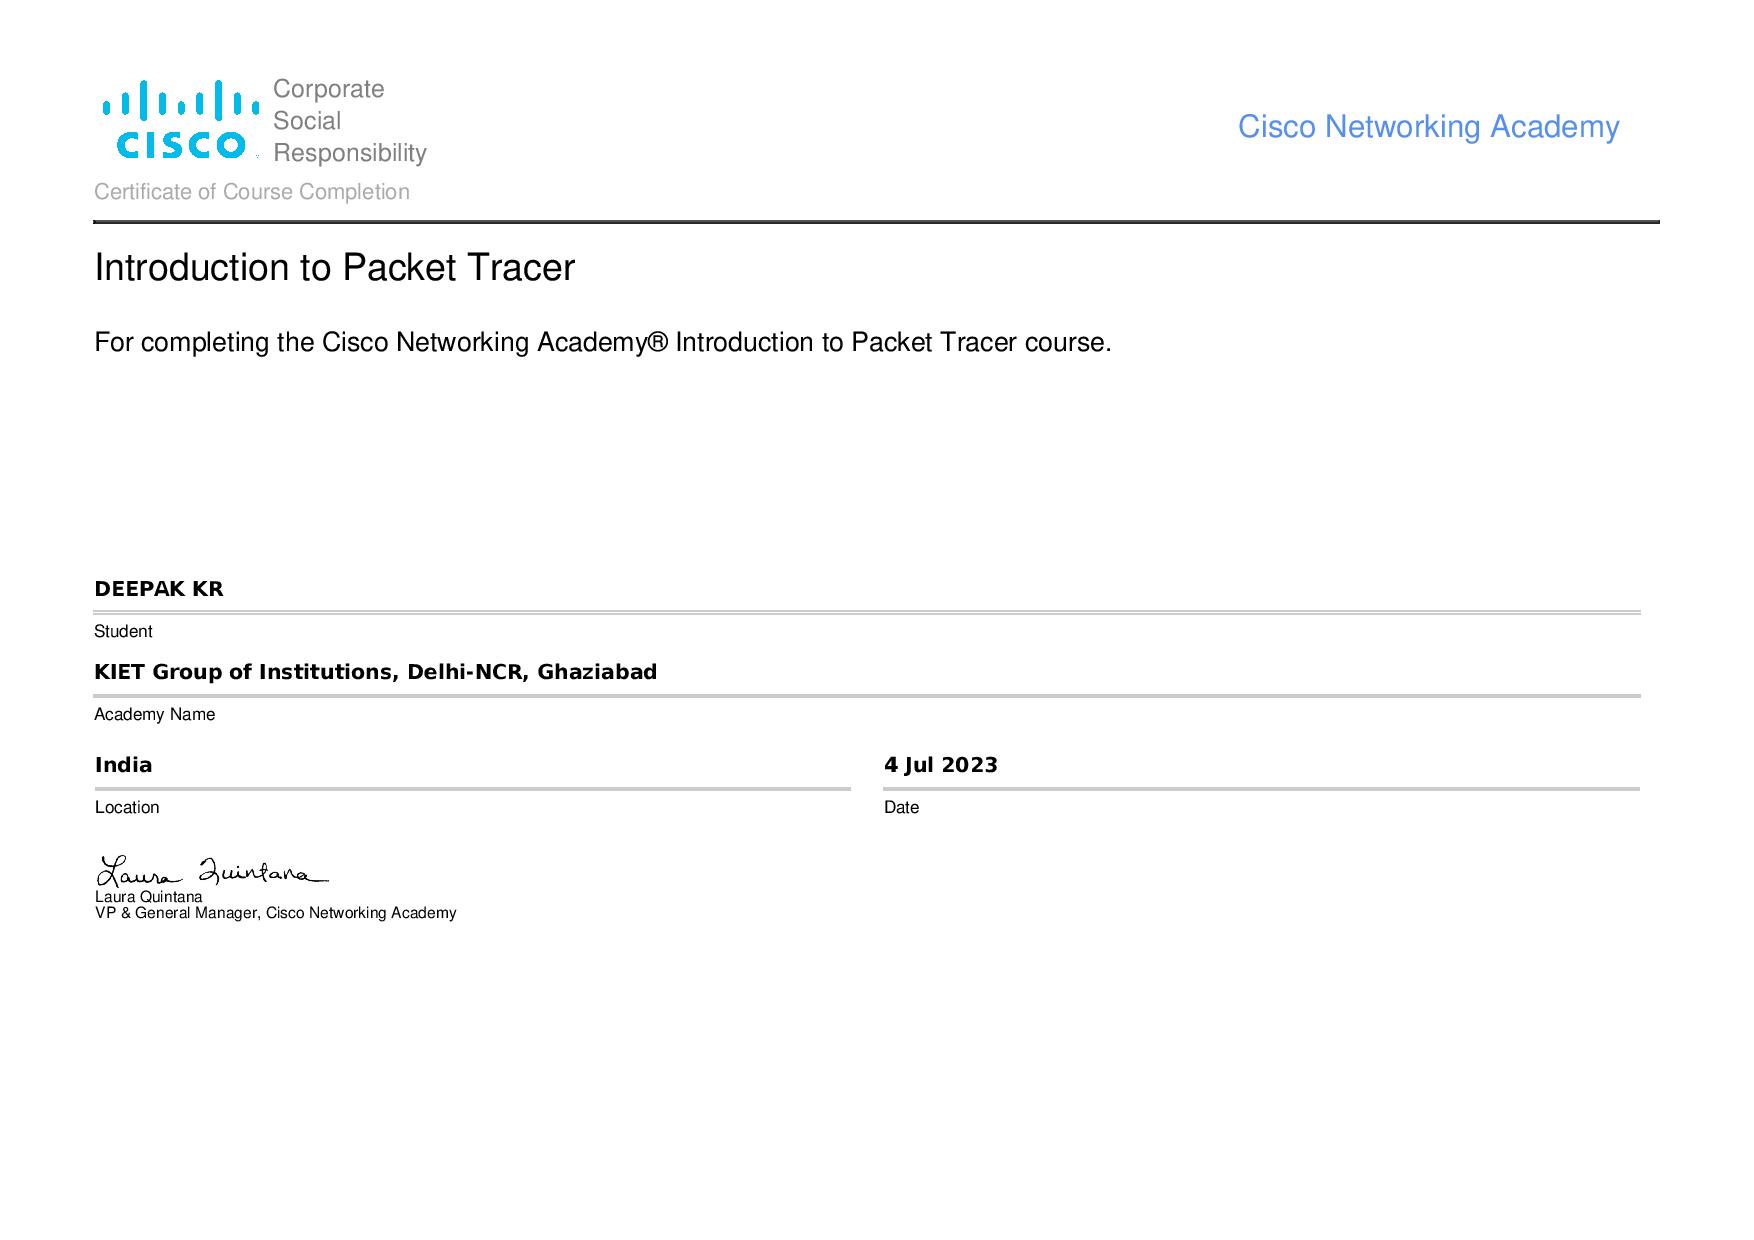 Corporate
Social
Responsibility
CISCO
Cisco Networking Academy
Certificate of Course Completion
Introduction to Packet Tracer
For completing the Cisco Networking Academy® Introduction to Packet Tracer course.
DEEPAK KR
Student
KIET Group of Institutions, Delhi-NCR, Ghaziabad
Academy Name
India
4 Jul 2023
Location
Date
Laura Quintana
Laura Quintana
VP & General Manager, Cisco Networking Academy